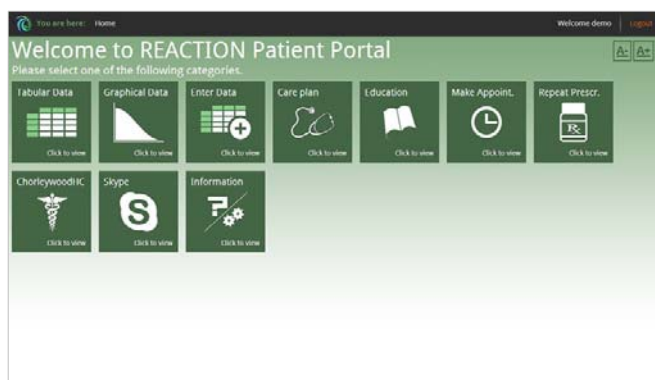 You are here: Home Welcome demo Logout
Welcome to REACTION Patient Portal
Please select one of the following categories.
A- A+
Tabular Data Graphical Data Enter Data Care plan Education Make Appoint. Repeat Prescr.
Rx
Click to view Click to view Click to view Click to view Click to view Click to view Click to view
ChorleywoodHC Skype Information
S ?
Click to view Click to view Click to view